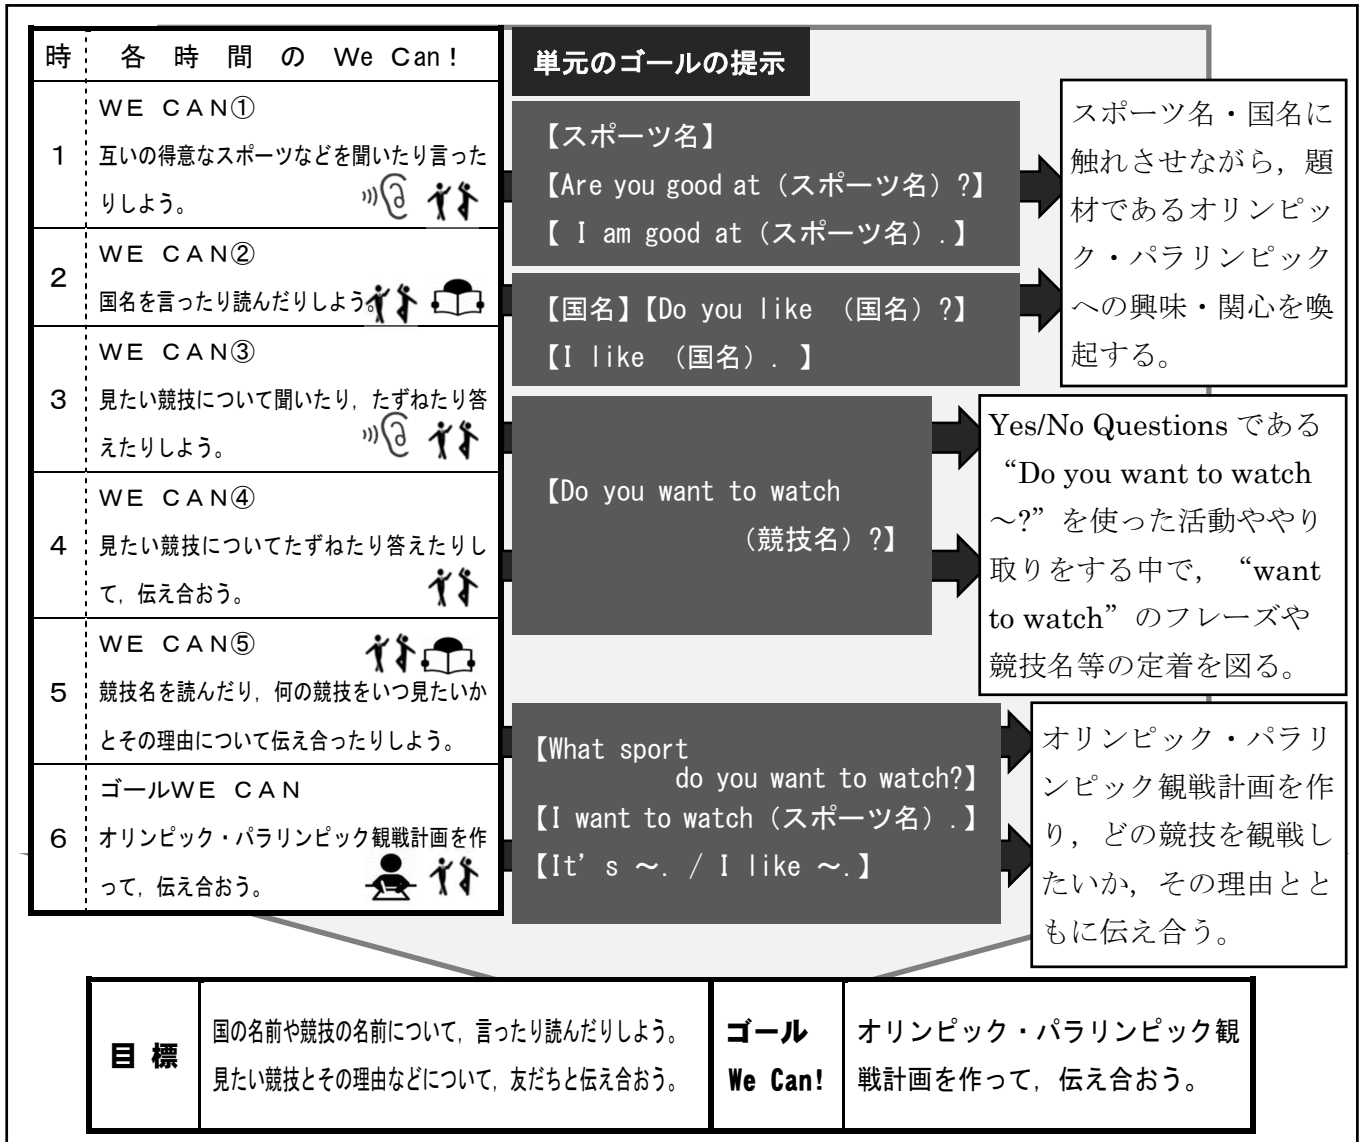 時 各時間の We Can!
1
WE CAN①
互いの得意なスポーツなどを聞いたり言った
りしよう。
2
WE CAN②
国名を言ったり読んだりしよう。
3
WE CAN③
見たい競技について聞いたり，たずねたり答
えたりしよう。
4
WE CAN④
見たい競技についてたずねたり答えたりし
て，伝え合おう。
5
WE CAN⑤
競技名を読んだり，何の競技をいつ見たいか
とその理由について伝え合ったりしよう。
6
ゴールWE CAN
オリンピック・パラリンピック観戦計画を作
って，伝え合おう。
単元のゴールの提示
【スポーツ名】
【Are you good at（スポーツ名）?】
【 I am good at（スポーツ名）.】
【国名】【Do you like （国名）?】
【I like （国名）. 】
【Do you want to watch
（競技名）?】
【What sport
do you want to watch?】
【I want to watch（スポーツ名）.】
【It’s ～. / I like ～.】
スポーツ名・国名に
触れさせながら，題
材であるオリンピッ
ク・パラリンピック
への興味・関心を喚
起する。
Yes/No Questions である
“Do you want to watch
～?”を使った活動ややり
取りをする中で，“want
to watch”のフレーズや
競技名等の定着を図る。
オリンピック・パラリ
ンピック観戦計画を作
り，どの競技を観戦し
たいか，その理由とと
もに伝え合う。
目標
国の名前や競技の名前について，言ったり読んだりしよう。
見たい競技とその理由などについて，友だちと伝え合おう。
ゴール
We Can!
オリンピック・パラリンピック観
戦計画を作って，伝え合おう。